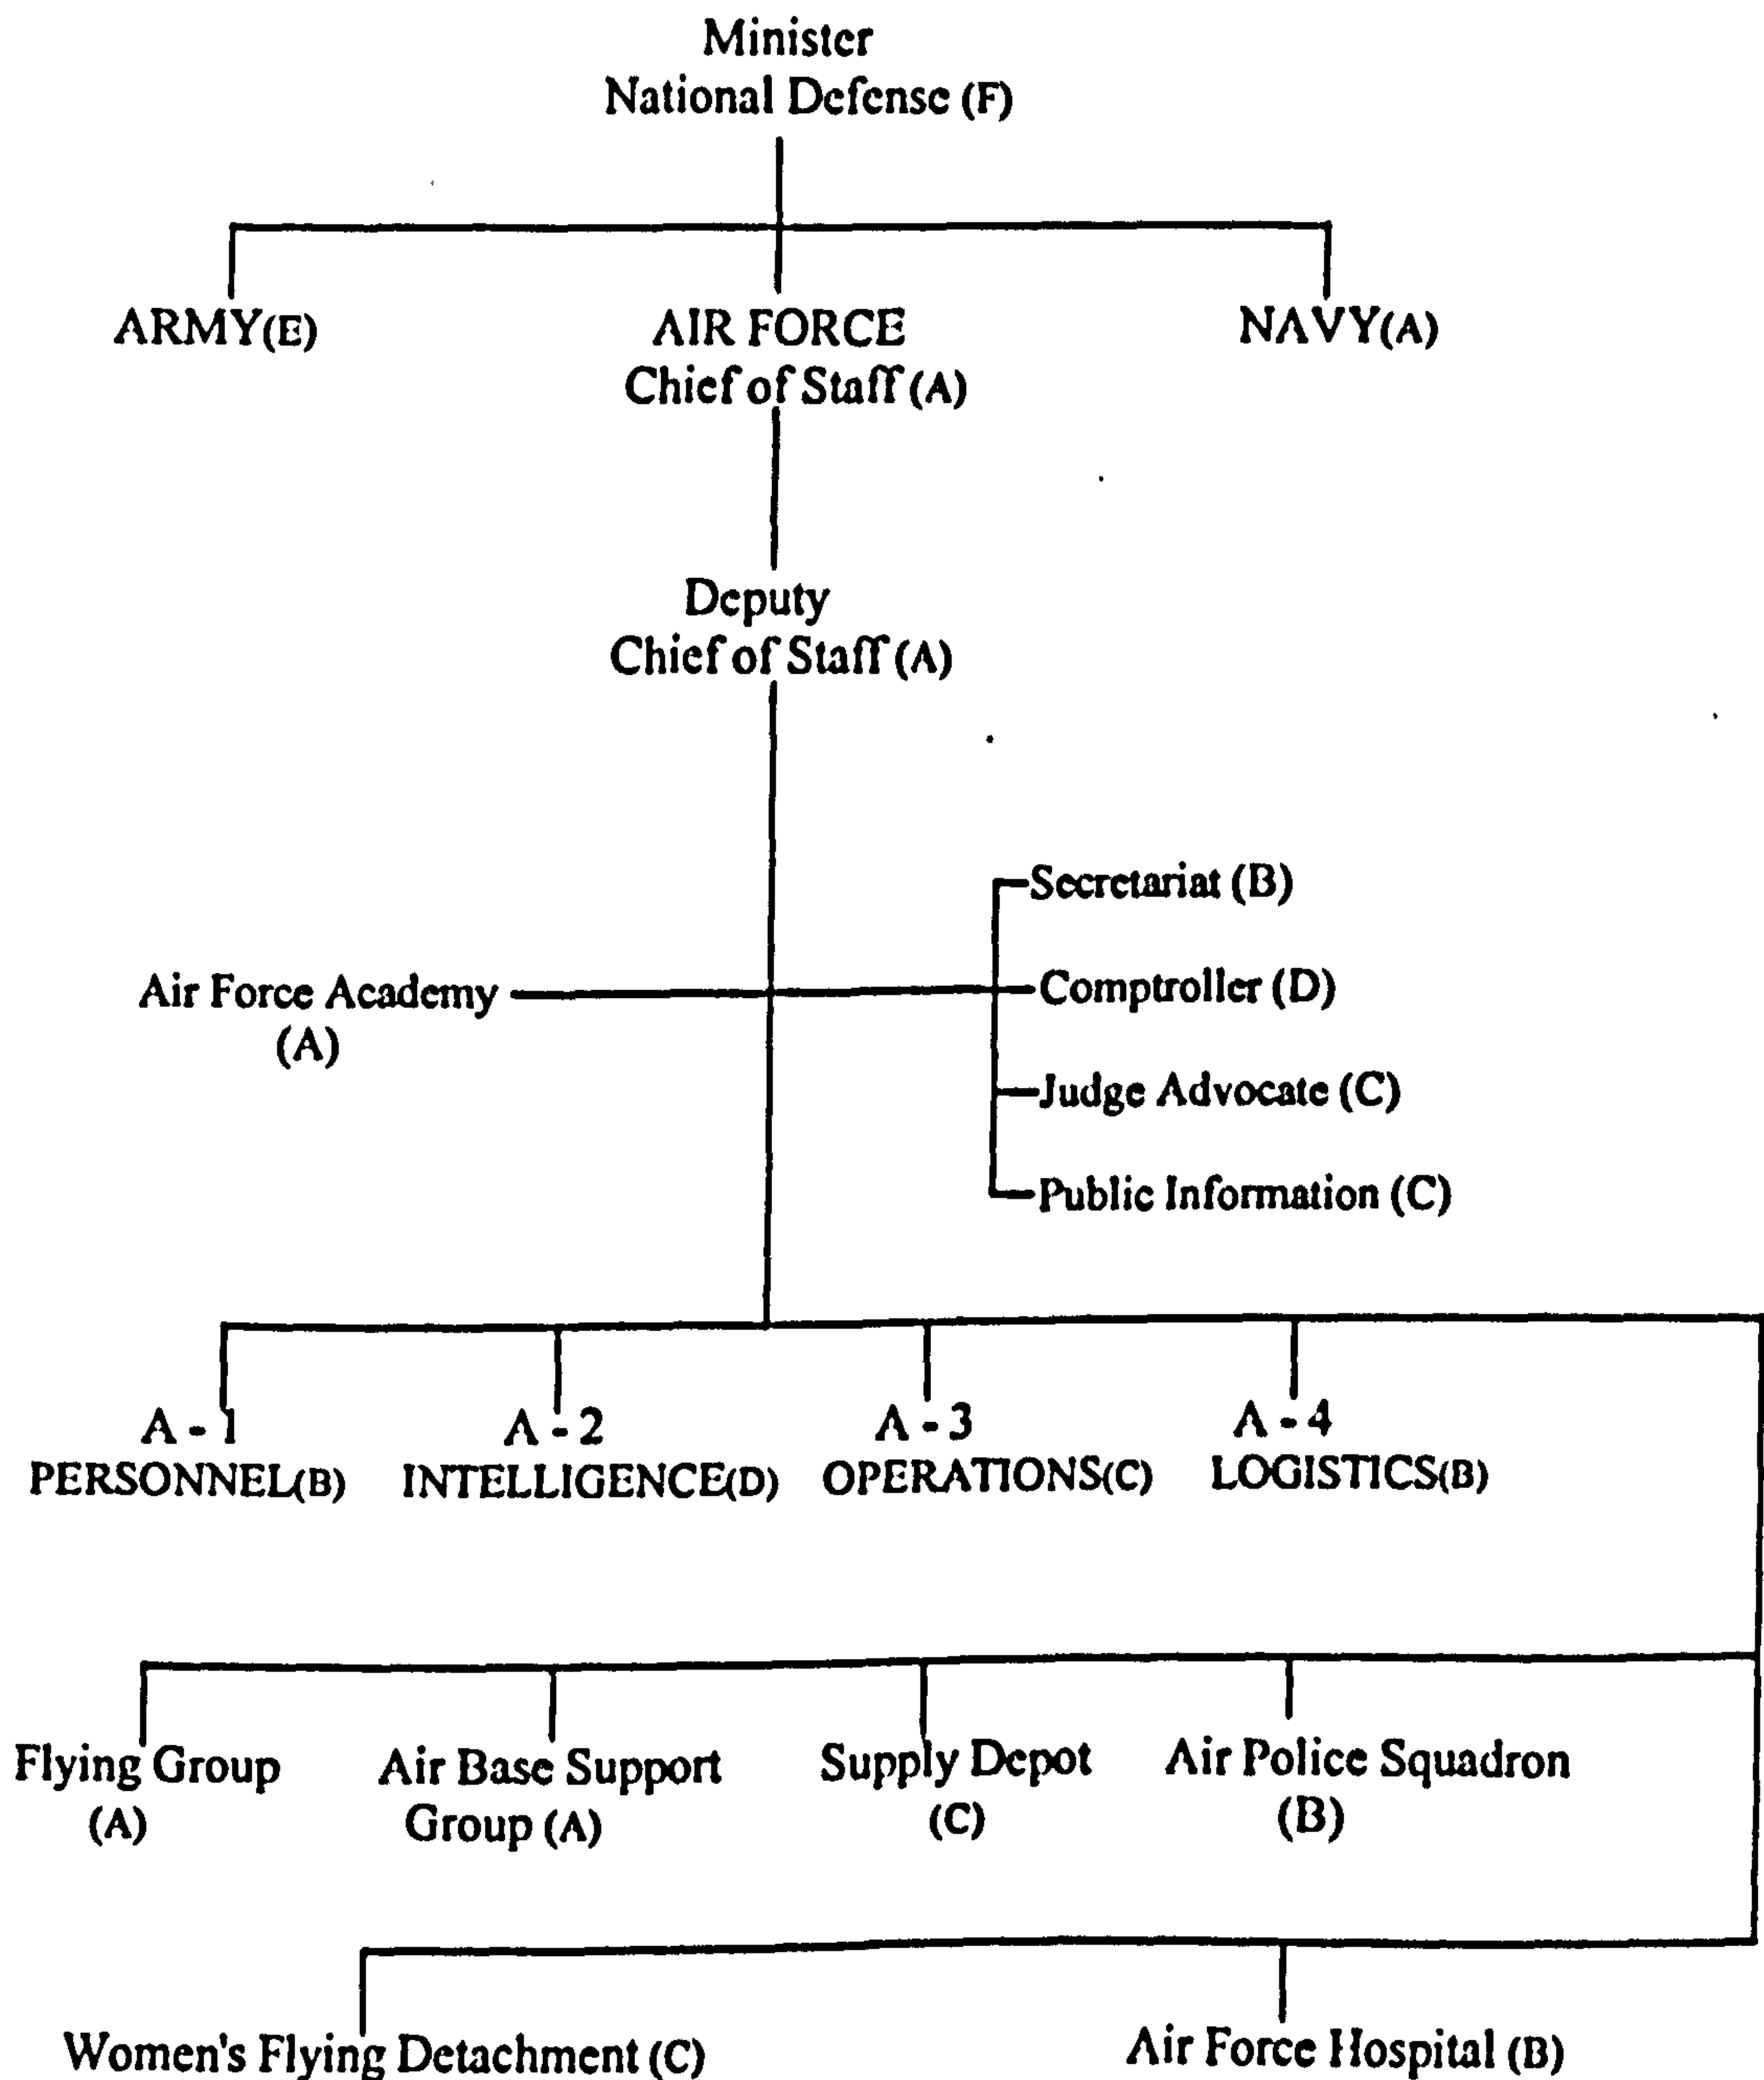 Minister
National Defense (F)
ARMY(E)
AIR FORCE
Chief of Staff (A)
NAVY(A)
Deputy
Chief of Staff (A)
Secretariat (B)
Air Force Academy
(A)
Comptroller (D)
Judge Advocate (C)
Public Information (C)
A - 1
PERSONNEL(B)
A - 2
INTELLIGENCE(D)
A - 3
OPERATIONS(C)
A - 4
LOGISTICS(B)
Flying Group
(A)
Air Base Support
Group (A)
Supply Depot
(C)
Air Police Squadron
(B)
Women's Flying Detachment (C)
Air Force Hospital (B)